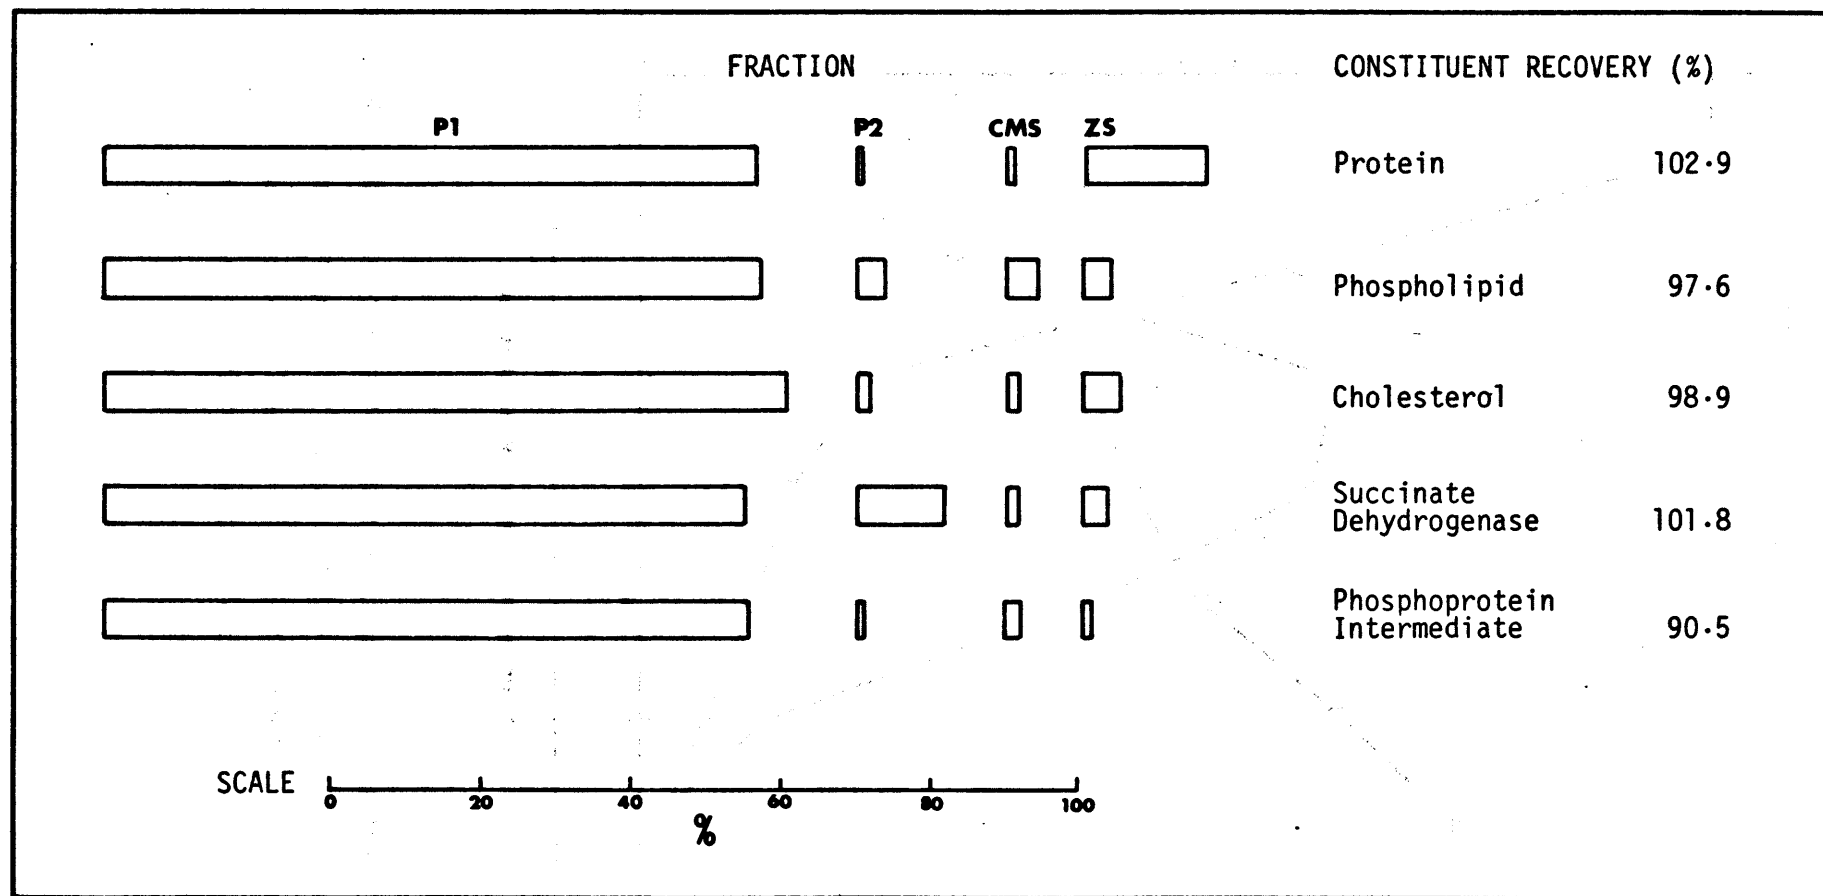 FRACTION CONSTITUENT RECOVERY (%)
P1 P2 CMS ZS
Protein 102·9
Phospholipid 97·6
Cholesterol 98·9
Succinate
Dehydrogenase 101·8
Phosphoprotein
Intermediate 90·5
SCALE
0 20 40 60 80 100
%